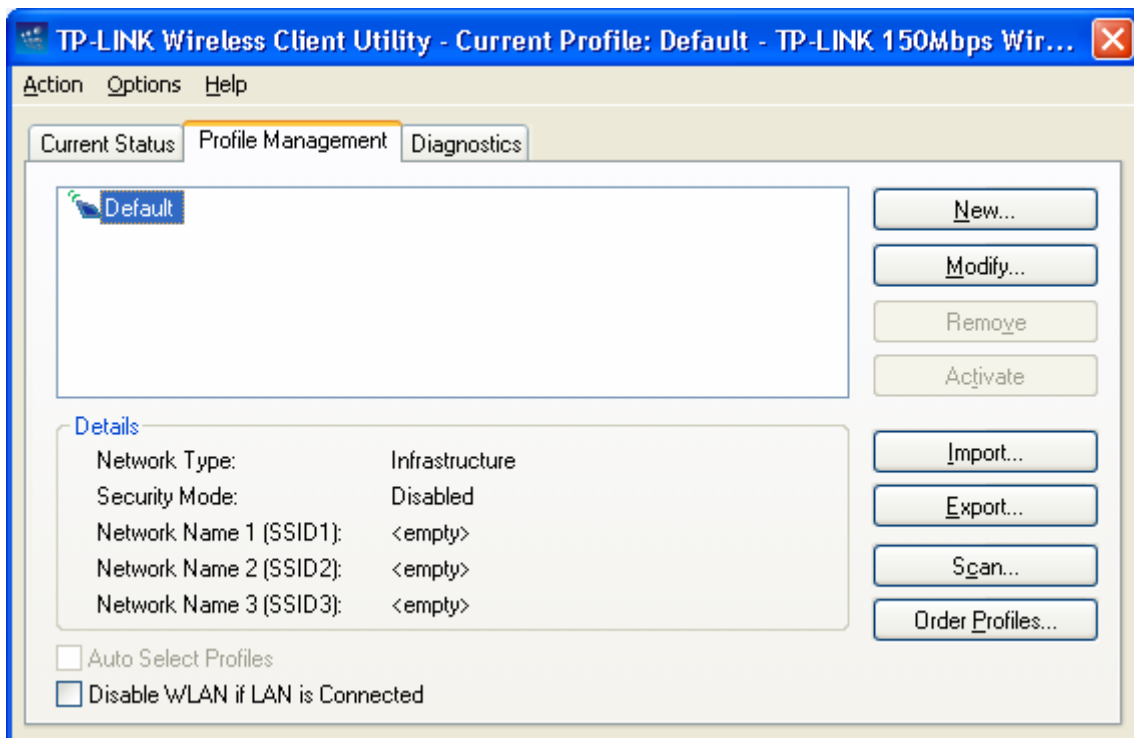 TP-LINK Wireless Client Utility - Current Profile: Default - TP-LINK 150Mbps Wir...
Action Options Help
Current Status Profile Management Diagnostics
Default
New...
Modify...
Remove
Activate
Details
Network Type: Infrastructure
Security Mode: Disabled
Network Name 1 (SSID1): <empty>
Network Name 2 (SSID2): <empty>
Network Name 3 (SSID3): <empty>
Import...
Export...
Scan...
Order Profiles...
Auto Select Profiles
Disable WLAN if LAN is Connected